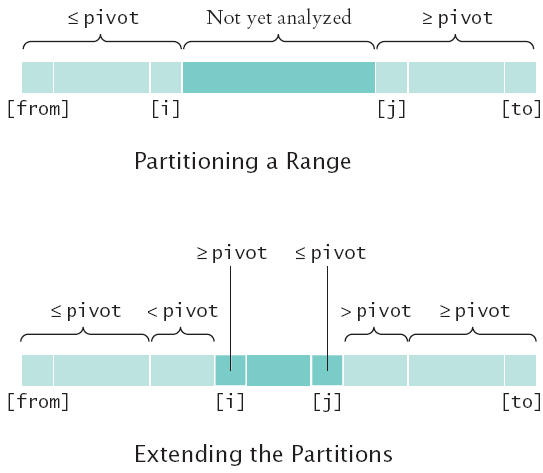 ≤ pivot Not yet analyzed ≥ pivot
[from] [i] [j] [to]
Partitioning a Range
≥ pivot ≤ pivot
≤ pivot < pivot > pivot ≥ pivot
[from] [i] [j] [to]
Extending the Partitions